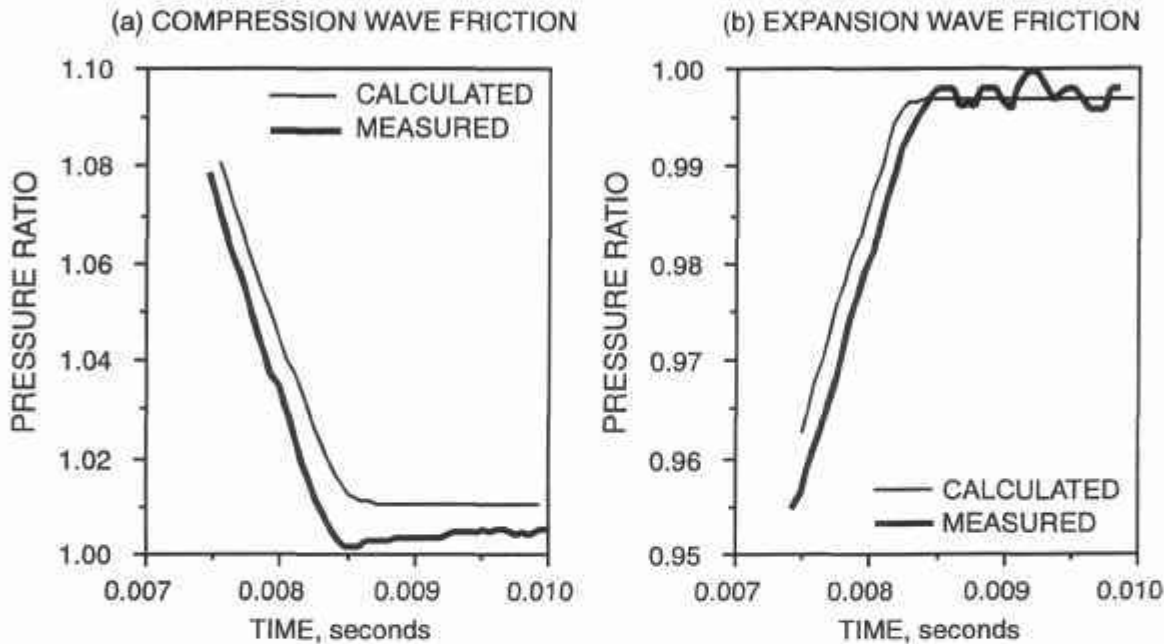 (a) COMPRESSION WAVE FRICTION
1.10
1.08
1.06
1.04
1.02
1.00
PRESSURE RATIO
CALCULATED
MEASURED
0.007
0.008
0.009
0.010
TIME, seconds
(b) EXPANSION WAVE FRICTION
1.00
0.99
0.98
0.97
0.96
0.95
PRESSURE RATIO
CALCULATED
MEASURED
0.007
0.008
0.009
0.010
TIME, seconds